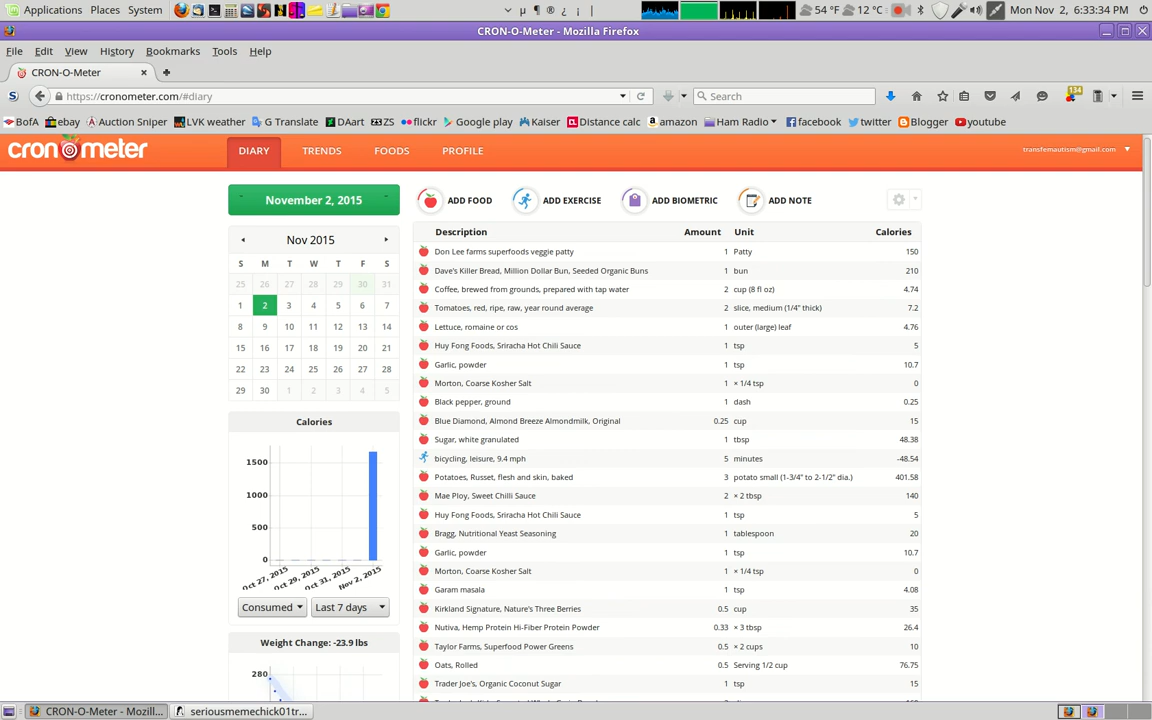 Applications Places System 54 °F 12 °C Mon Nov 2, 6:33:34 PM
CRON-O-Meter - Mozilla Firefox
File Edit View History Bookmarks Tools Help
CRON-O-Meter
https://cronometer.com/#diary Search 134
BofA ebay Auction Sniper LVK weather G Translate DAart ZS flickr Google play Kaiser Distance calc amazon Ham Radio facebook twitter Blogger youtube
cronometer DIARY TRENDS FOODS PROFILE transfemautism@gmail.com
November 2, 2015 ADD FOOD ADD EXERCISE ADD BIOMETRIC ADD NOTE
Nov 2015
S M T W T F S
25 26 27 28 29 30 31
1 2 3 4 5 6 7
8 9 10 11 12 13 14
15 16 17 18 19 20 21
22 23 24 25 26 27 28
29 30 1 2 3 4 5
Calories
1500
1000
500
0
Oct 27, 2015 Oct 29, 2015 Oct 31, 2015 Nov 2, 2015
Consumed Last 7 days
Weight Change: -23.9 lbs
280
Description Amount Unit Calories
Don Lee farms superfoods veggie patty 1 Patty 150
Dave's Killer Bread, Million Dollar Bun, Seeded Organic Buns 1 bun 210
Coffee, brewed from grounds, prepared with tap water 2 cup (8 fl oz) 4.74
Tomatoes, red, ripe, raw, year round average 2 slice, medium (1/4" thick) 7.2
Lettuce, romaine or cos 1 outer (large) leaf 4.76
Huy Fong Foods, Sriracha Hot Chili Sauce 1 tsp 5
Garlic, powder 1 tsp 10.7
Morton, Coarse Kosher Salt 1 × 1/4 tsp 0
Black pepper, ground 1 dash 0.25
Blue Diamond, Almond Breeze Almondmilk, Original 0.25 cup 15
Sugar, white granulated 1 tbsp 48.38
bicycling, leisure, 9.4 mph 5 minutes -48.54
Potatoes, Russet, flesh and skin, baked 3 potato small (1-3/4" to 2-1/2" dia.) 401.58
Mae Ploy, Sweet Chilli Sauce 2 × 2 tbsp 140
Huy Fong Foods, Sriracha Hot Chili Sauce 1 tsp 5
Bragg, Nutritional Yeast Seasoning 1 tablespoon 20
Garlic, powder 1 tsp 10.7
Morton, Coarse Kosher Salt 1 × 1/4 tsp 0
Garam masala 1 tsp 4.08
Kirkland Signature, Nature's Three Berries 0.5 cup 35
Nutiva, Hemp Protein Hi-Fiber Protein Powder 0.33 × 3 tbsp 26.4
Taylor Farms, Superfood Power Greens 0.5 × 2 cups 10
Oats, Rolled 0.5 Serving 1/2 cup 76.75
Trader Joe's, Organic Coconut Sugar 1 tsp 15
CRON-O-Meter - Mozill... seriousmemechick01tr...